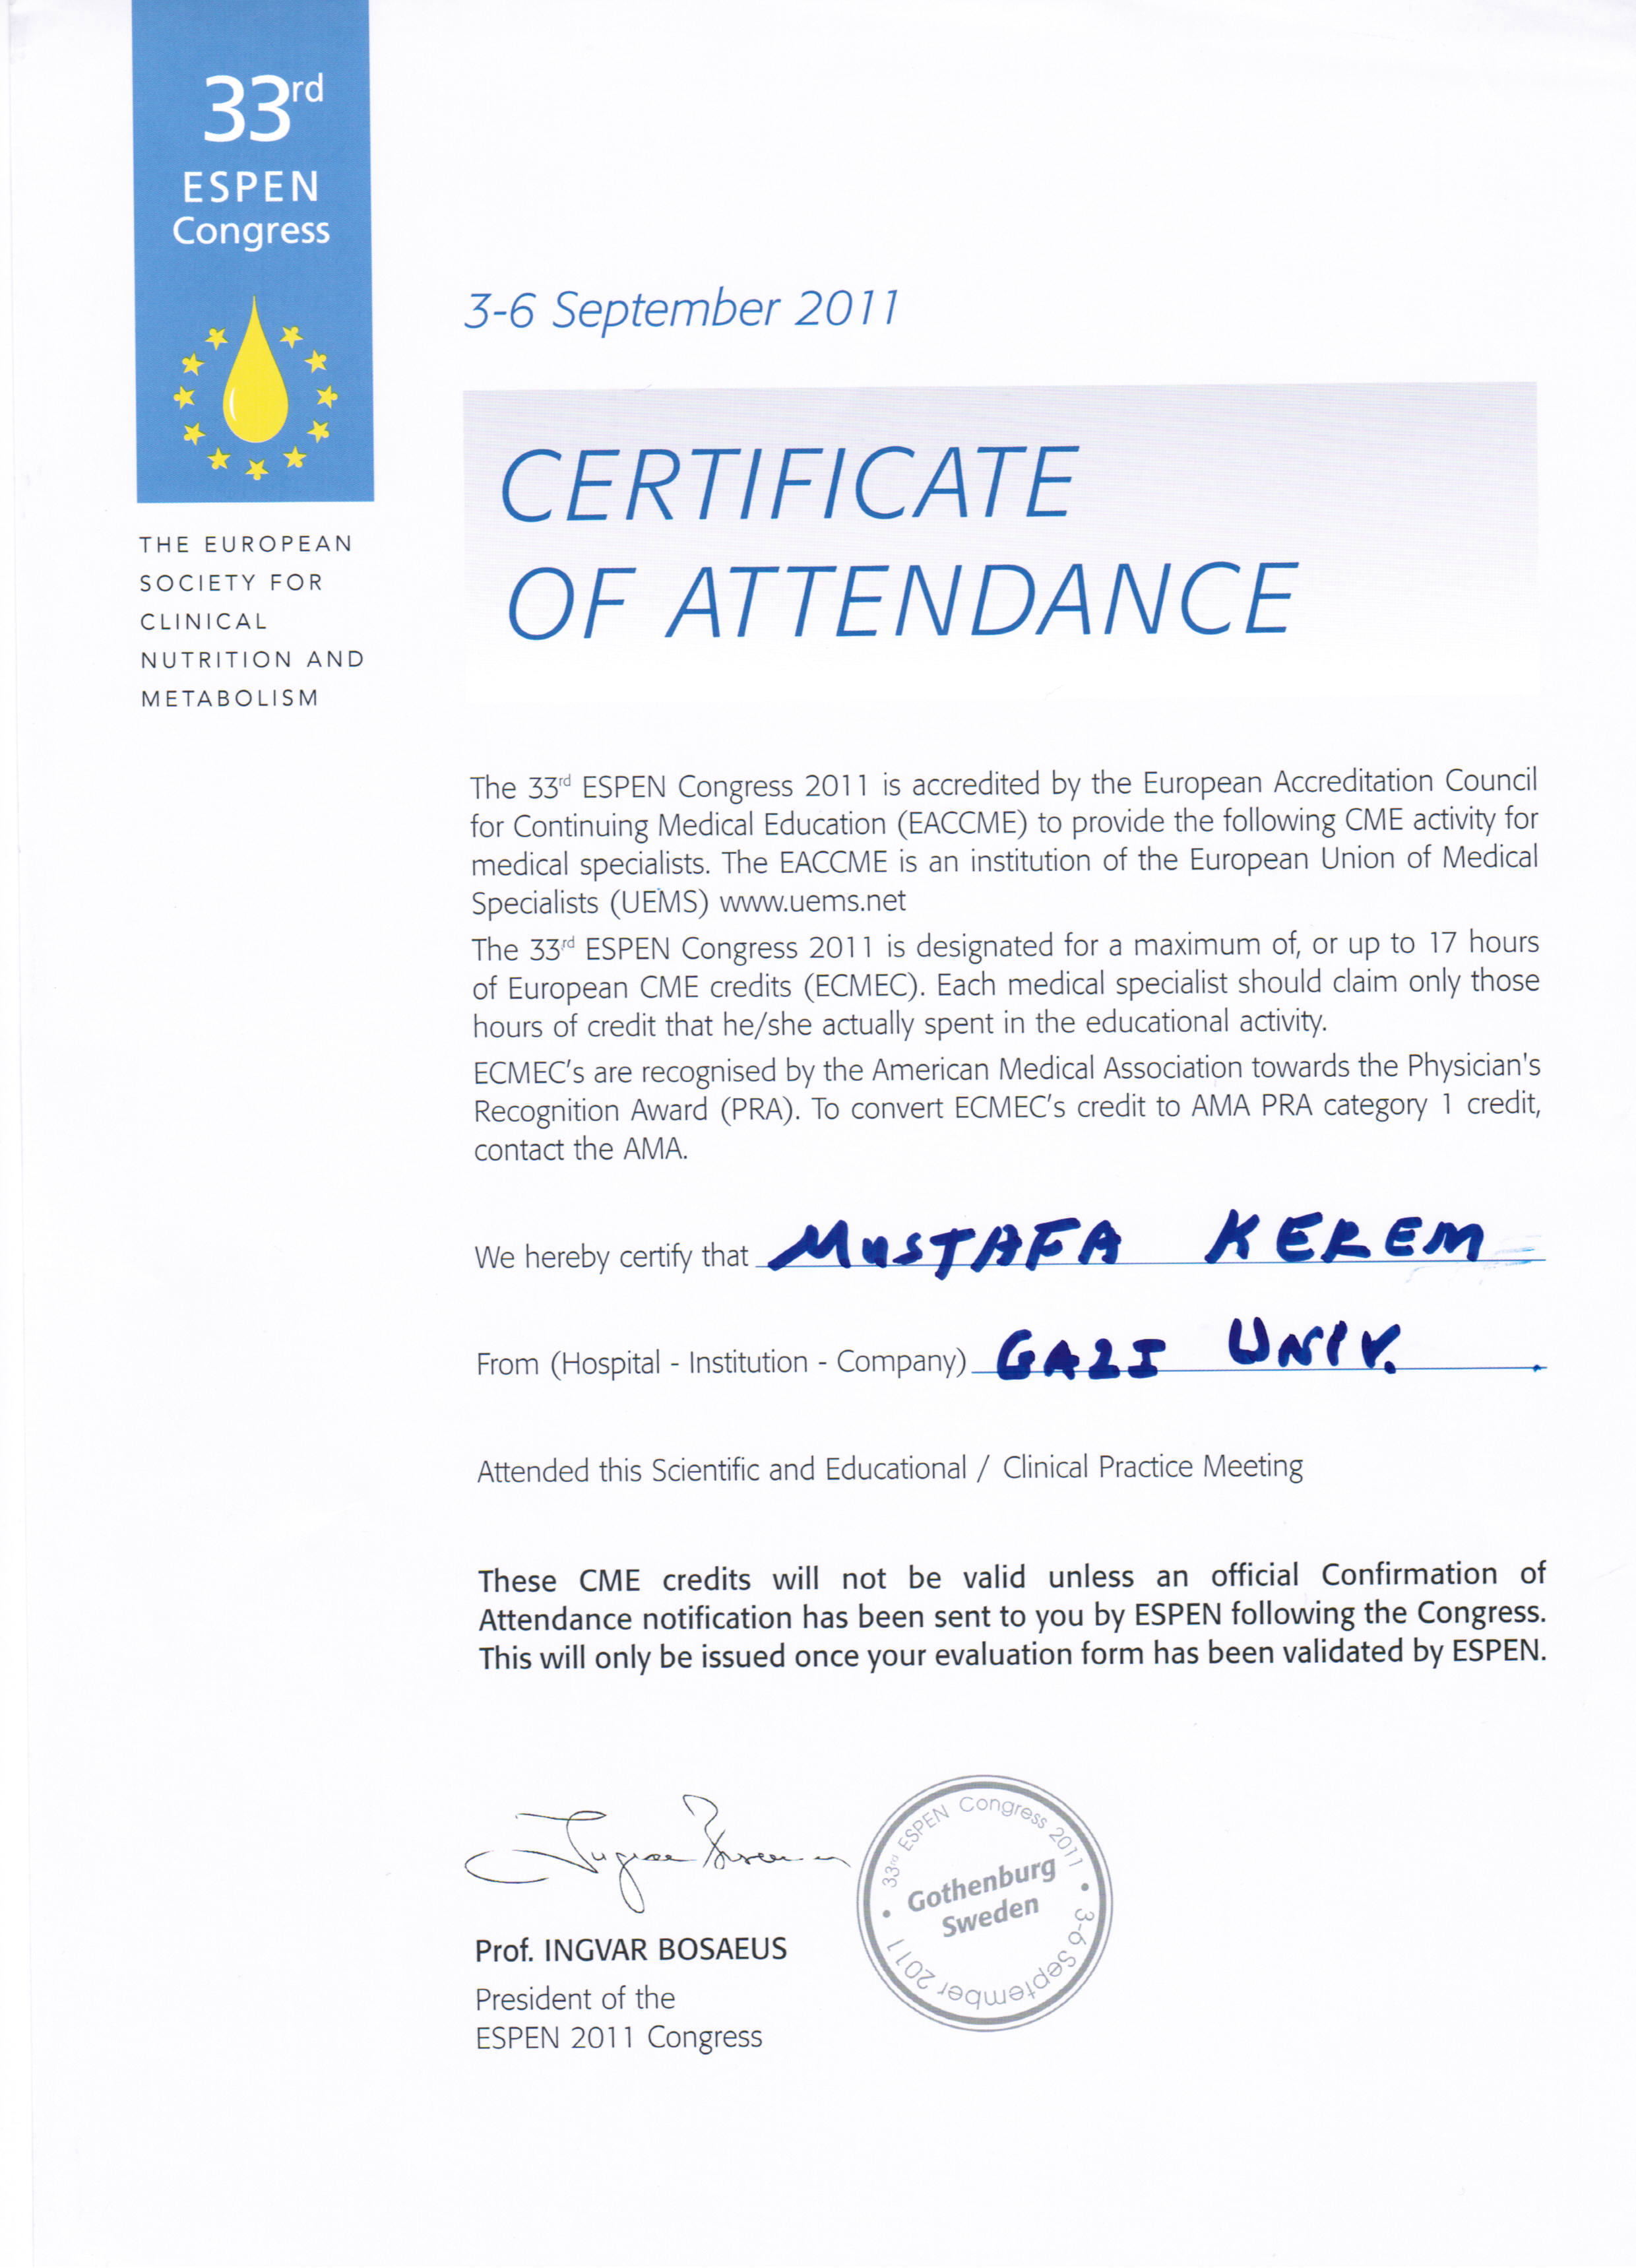 33rd
ESPEN
Congress
THE EUROPEAN
SOCIETY FOR
CLINICAL
NUTRITION AND
METABOLISM
3-6 September 2011
CERTIFICATE
OF ATTENDANCE
The 33rd ESPEN Congress 2011 is accredited by the European Accreditation Council
for Continuing Medical Education (EACCME) to provide the following CME activity for
medical specialists. The EACCME is an institution of the European Union of Medical
Specialists (UEMS) www.uems.net
The 33rd ESPEN Congress 2011 is designated for a maximum of, or up to 17 hours
of European CME credits (ECMEC). Each medical specialist should claim only those
hours of credit that he/she actually spent in the educational activity.
ECMEC's are recognised by the American Medical Association towards the Physician's
Recognition Award (PRA). To convert ECMEC's credit to AMA PRA category 1 credit,
contact the AMA.
We hereby certify that MUSTAFA KEREM
From (Hospital - Institution - Company) GAZI UNIV.
Attended this Scientific and Educational / Clinical Practice Meeting
These CME credits will not be valid unless an official Confirmation of
Attendance notification has been sent to you by ESPEN following the Congress.
This will only be issued once your evaluation form has been validated by ESPEN.
Ingvar Bosaeus
Prof. INGVAR BOSAEUS
President of the
ESPEN 2011 Congress
33rd ESPEN Congress 2011 • 3-6 September 2011 •
Gothenburg
Sweden